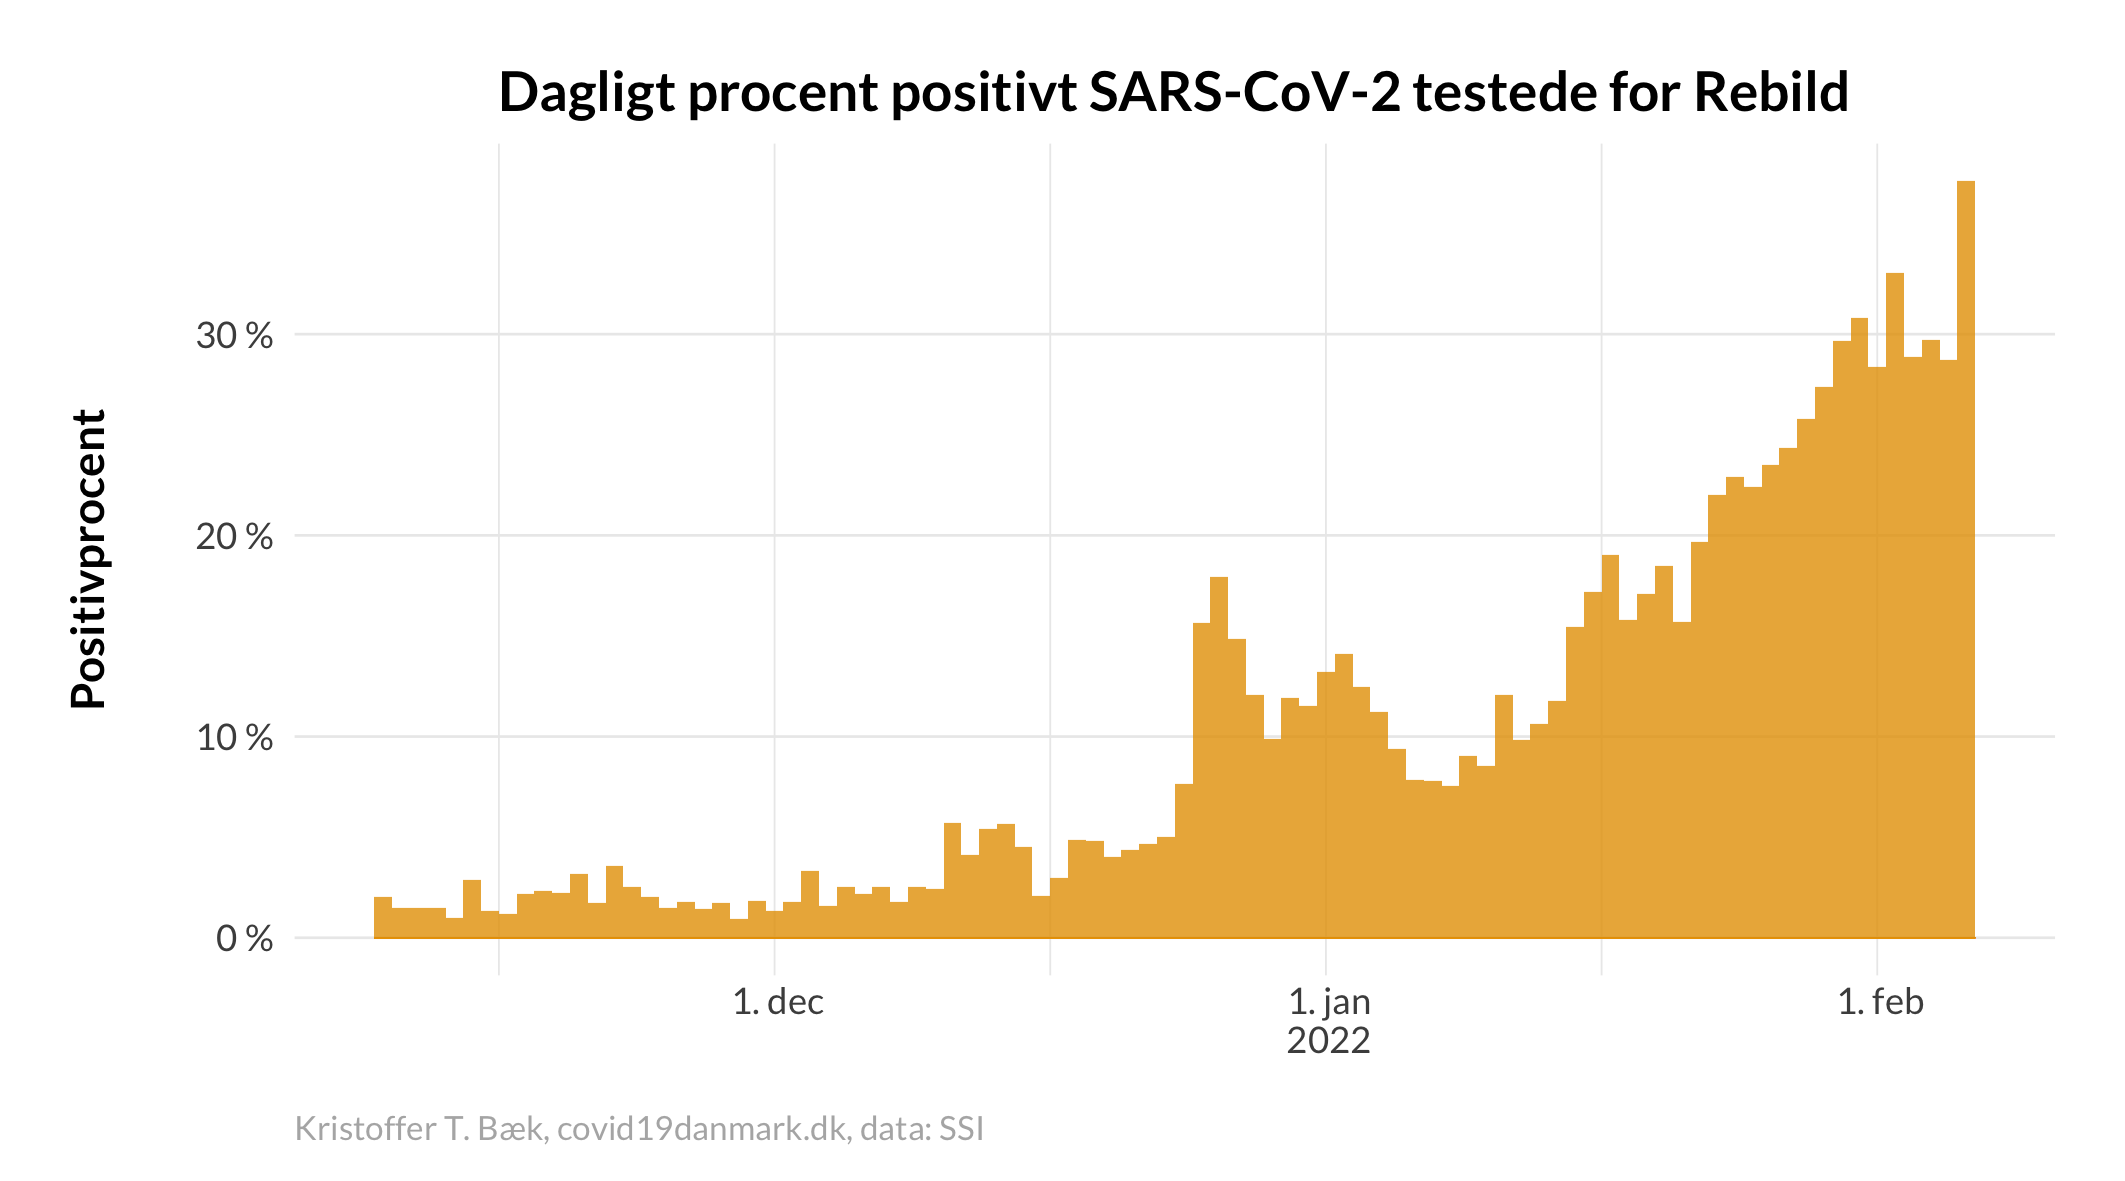 Dagligt procent positivt SARS-CoV-2 testede for Rebild
Positivprocent
30 %
20 %
10 %
0 %
1. dec
1. jan
2022
1. feb
Kristoffer T. Bæk, covid19danmark.dk, data: SSI